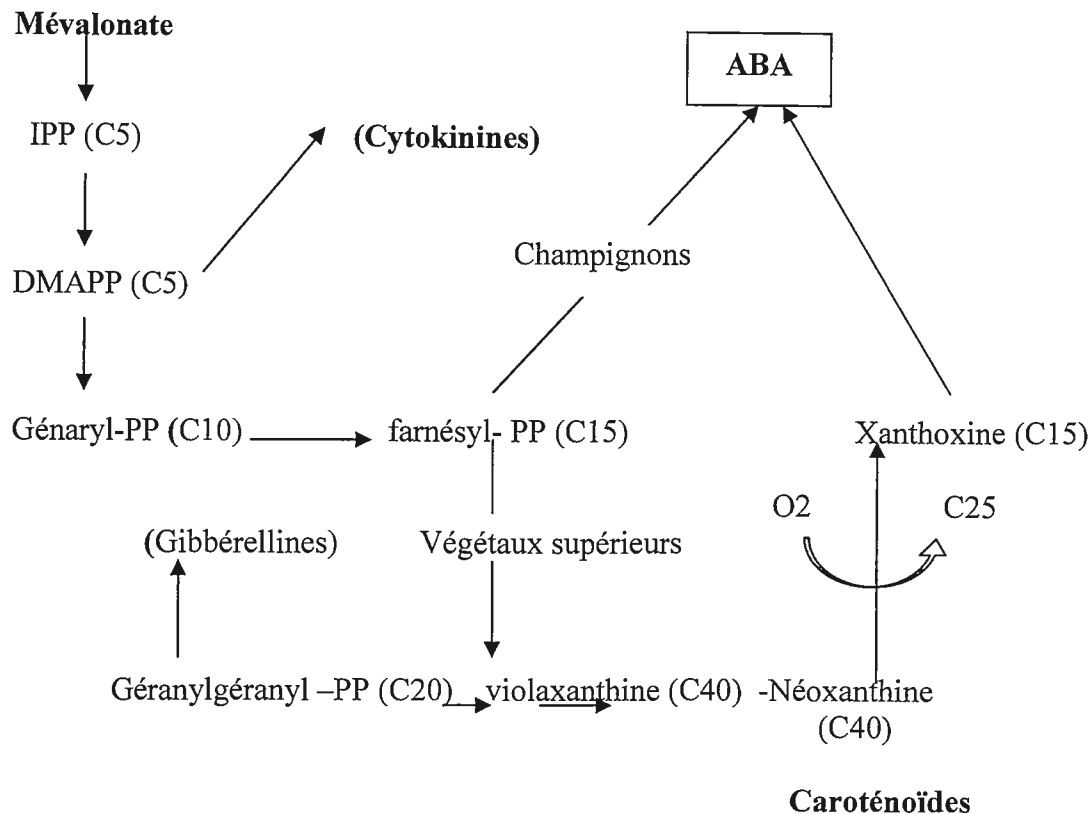 Mévalonate
ABA
IPP (C5)
(Cytokinines)
Champignons
DMAPP (C5)
Génaryl-PP (C10)
farnésyl- PP (C15)
Xanthoxine (C15)
O2
C25
(Gibbérellines)
Végétaux supérieurs
Géranylgéranyl –PP (C20)
violaxanthine (C40)
-Néoxanthine
(C40)
Caroténoïdes